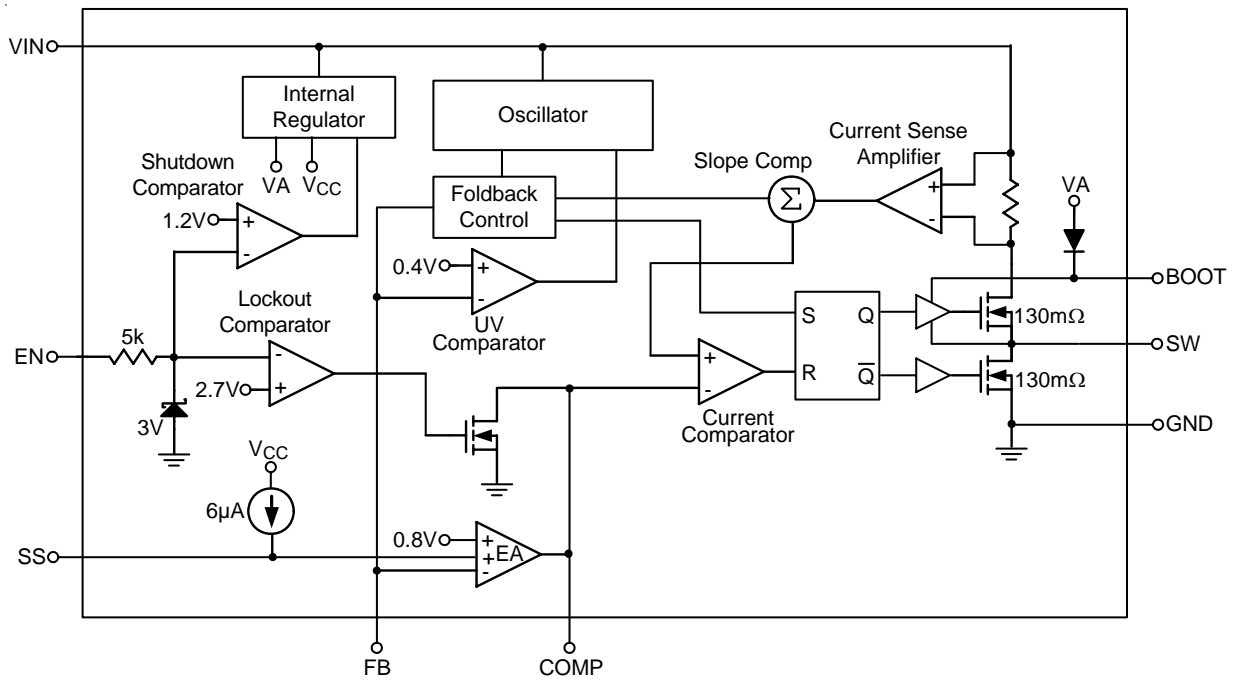 VIN
Internal
Regulator
Oscillator
Current Sense
Amplifier
Slope Comp
Shutdown
Comparator
VA
VCC
Foldback
Control
Σ
+
-
VA
1.2V
+
-
0.4V
+
-
BOOT
Lockout
Comparator
UV
Comparator
S
Q
130mΩ
EN
5k
-
+
2.7V
SW
+
-
R
Q̅
130mΩ
3V
Current
Comparator
GND
VCC
6µA
0.8V
+
+
-
EA
SS
FB
COMP